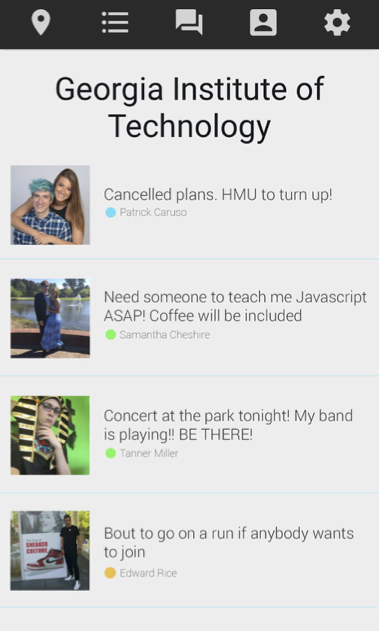 Georgia Institute of
Technology
Cancelled plans. HMU to turn up!
Patrick Caruso
Need someone to teach me Javascript
ASAP! Coffee will be included
Samantha Cheshire
Concert at the park tonight! My band
is playing!! BE THERE!
Tanner Miller
Bout to go on a run if anybody wants
to join
SNEAKER
CULTURE
Edward Rice